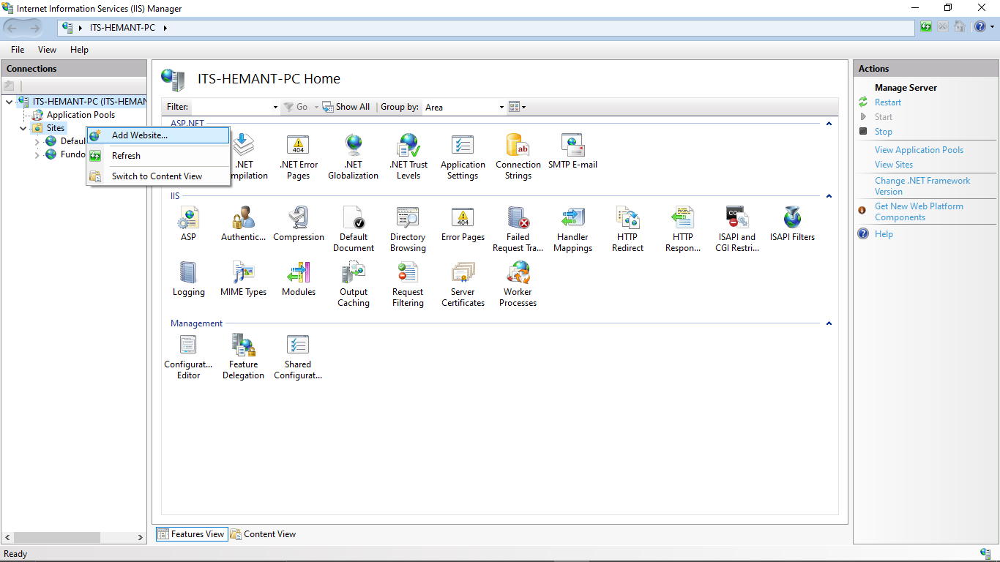 Internet Information Services (IIS) Manager
ITS-HEMANT-PC
File View Help
Connections
ITS-HEMANT-PC (ITS-HEMAN
Application Pools
Sites
Defaul
Fundo
Add Website...
Refresh
Switch to Content View
ITS-HEMANT-PC Home
Filter: Go Show All Group by: Area
ASP.NET
.NET
mpilation
.NET Error
Pages
.NET
Globalization
.NET Trust
Levels
Application
Settings
Connection
Strings
SMTP E-mail
IIS
ASP
Authentic...
Compression
Default
Document
Directory
Browsing
Error Pages
Failed
Request Tra...
Handler
Mappings
HTTP
Redirect
HTTP
Respon...
ISAPI and
CGI Restri...
ISAPI Filters
Logging
MIME Types
Modules
Output
Caching
Request
Filtering
Server
Certificates
Worker
Processes
Management
Configurat...
Editor
Feature
Delegation
Shared
Configurat...
Features View Content View
Actions
Manage Server
Restart
Start
Stop
View Application Pools
View Sites
Change .NET Framework
Version
Get New Web Platform
Components
Help
Ready